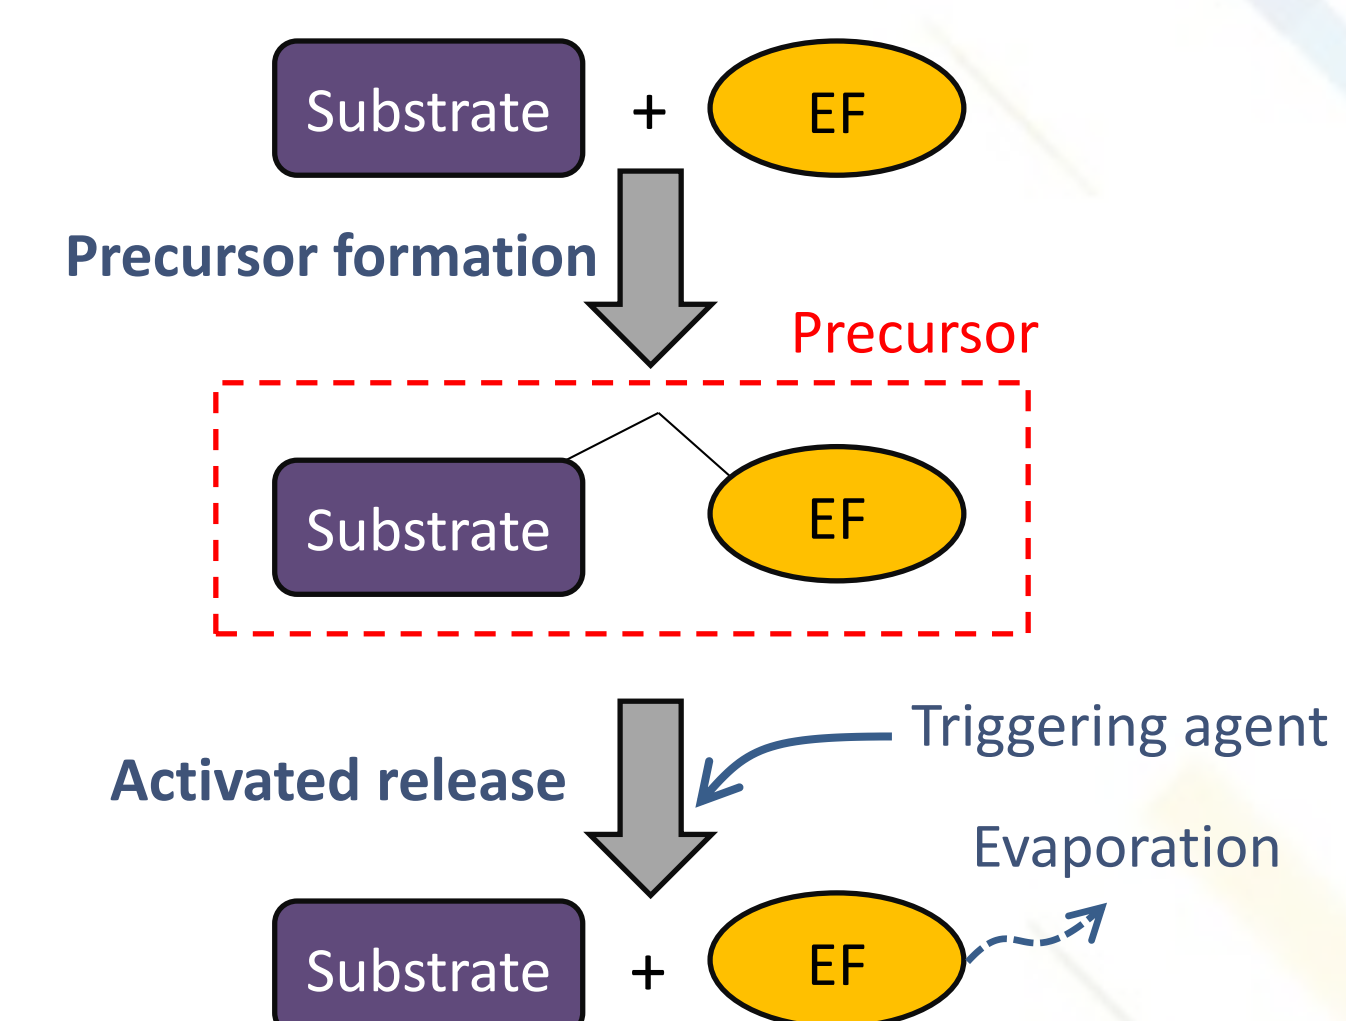 Substrate + EF
Precursor formation
Precursor
Substrate EF
Triggering agent
Activated release
Evaporation
Substrate + EF